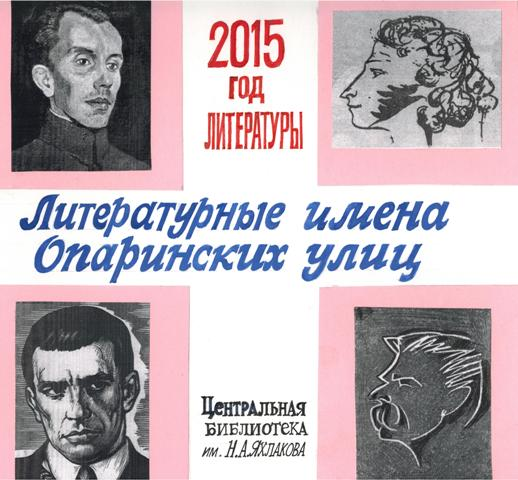 2015
ГОД
ЛИТЕРАТУРЫ
Литературные имена
Опаринских улиц
ЦЕНТРАЛЬНАЯ
БИБЛИОТЕКА
ИМ. Н.А.ЯХЛАКОВА